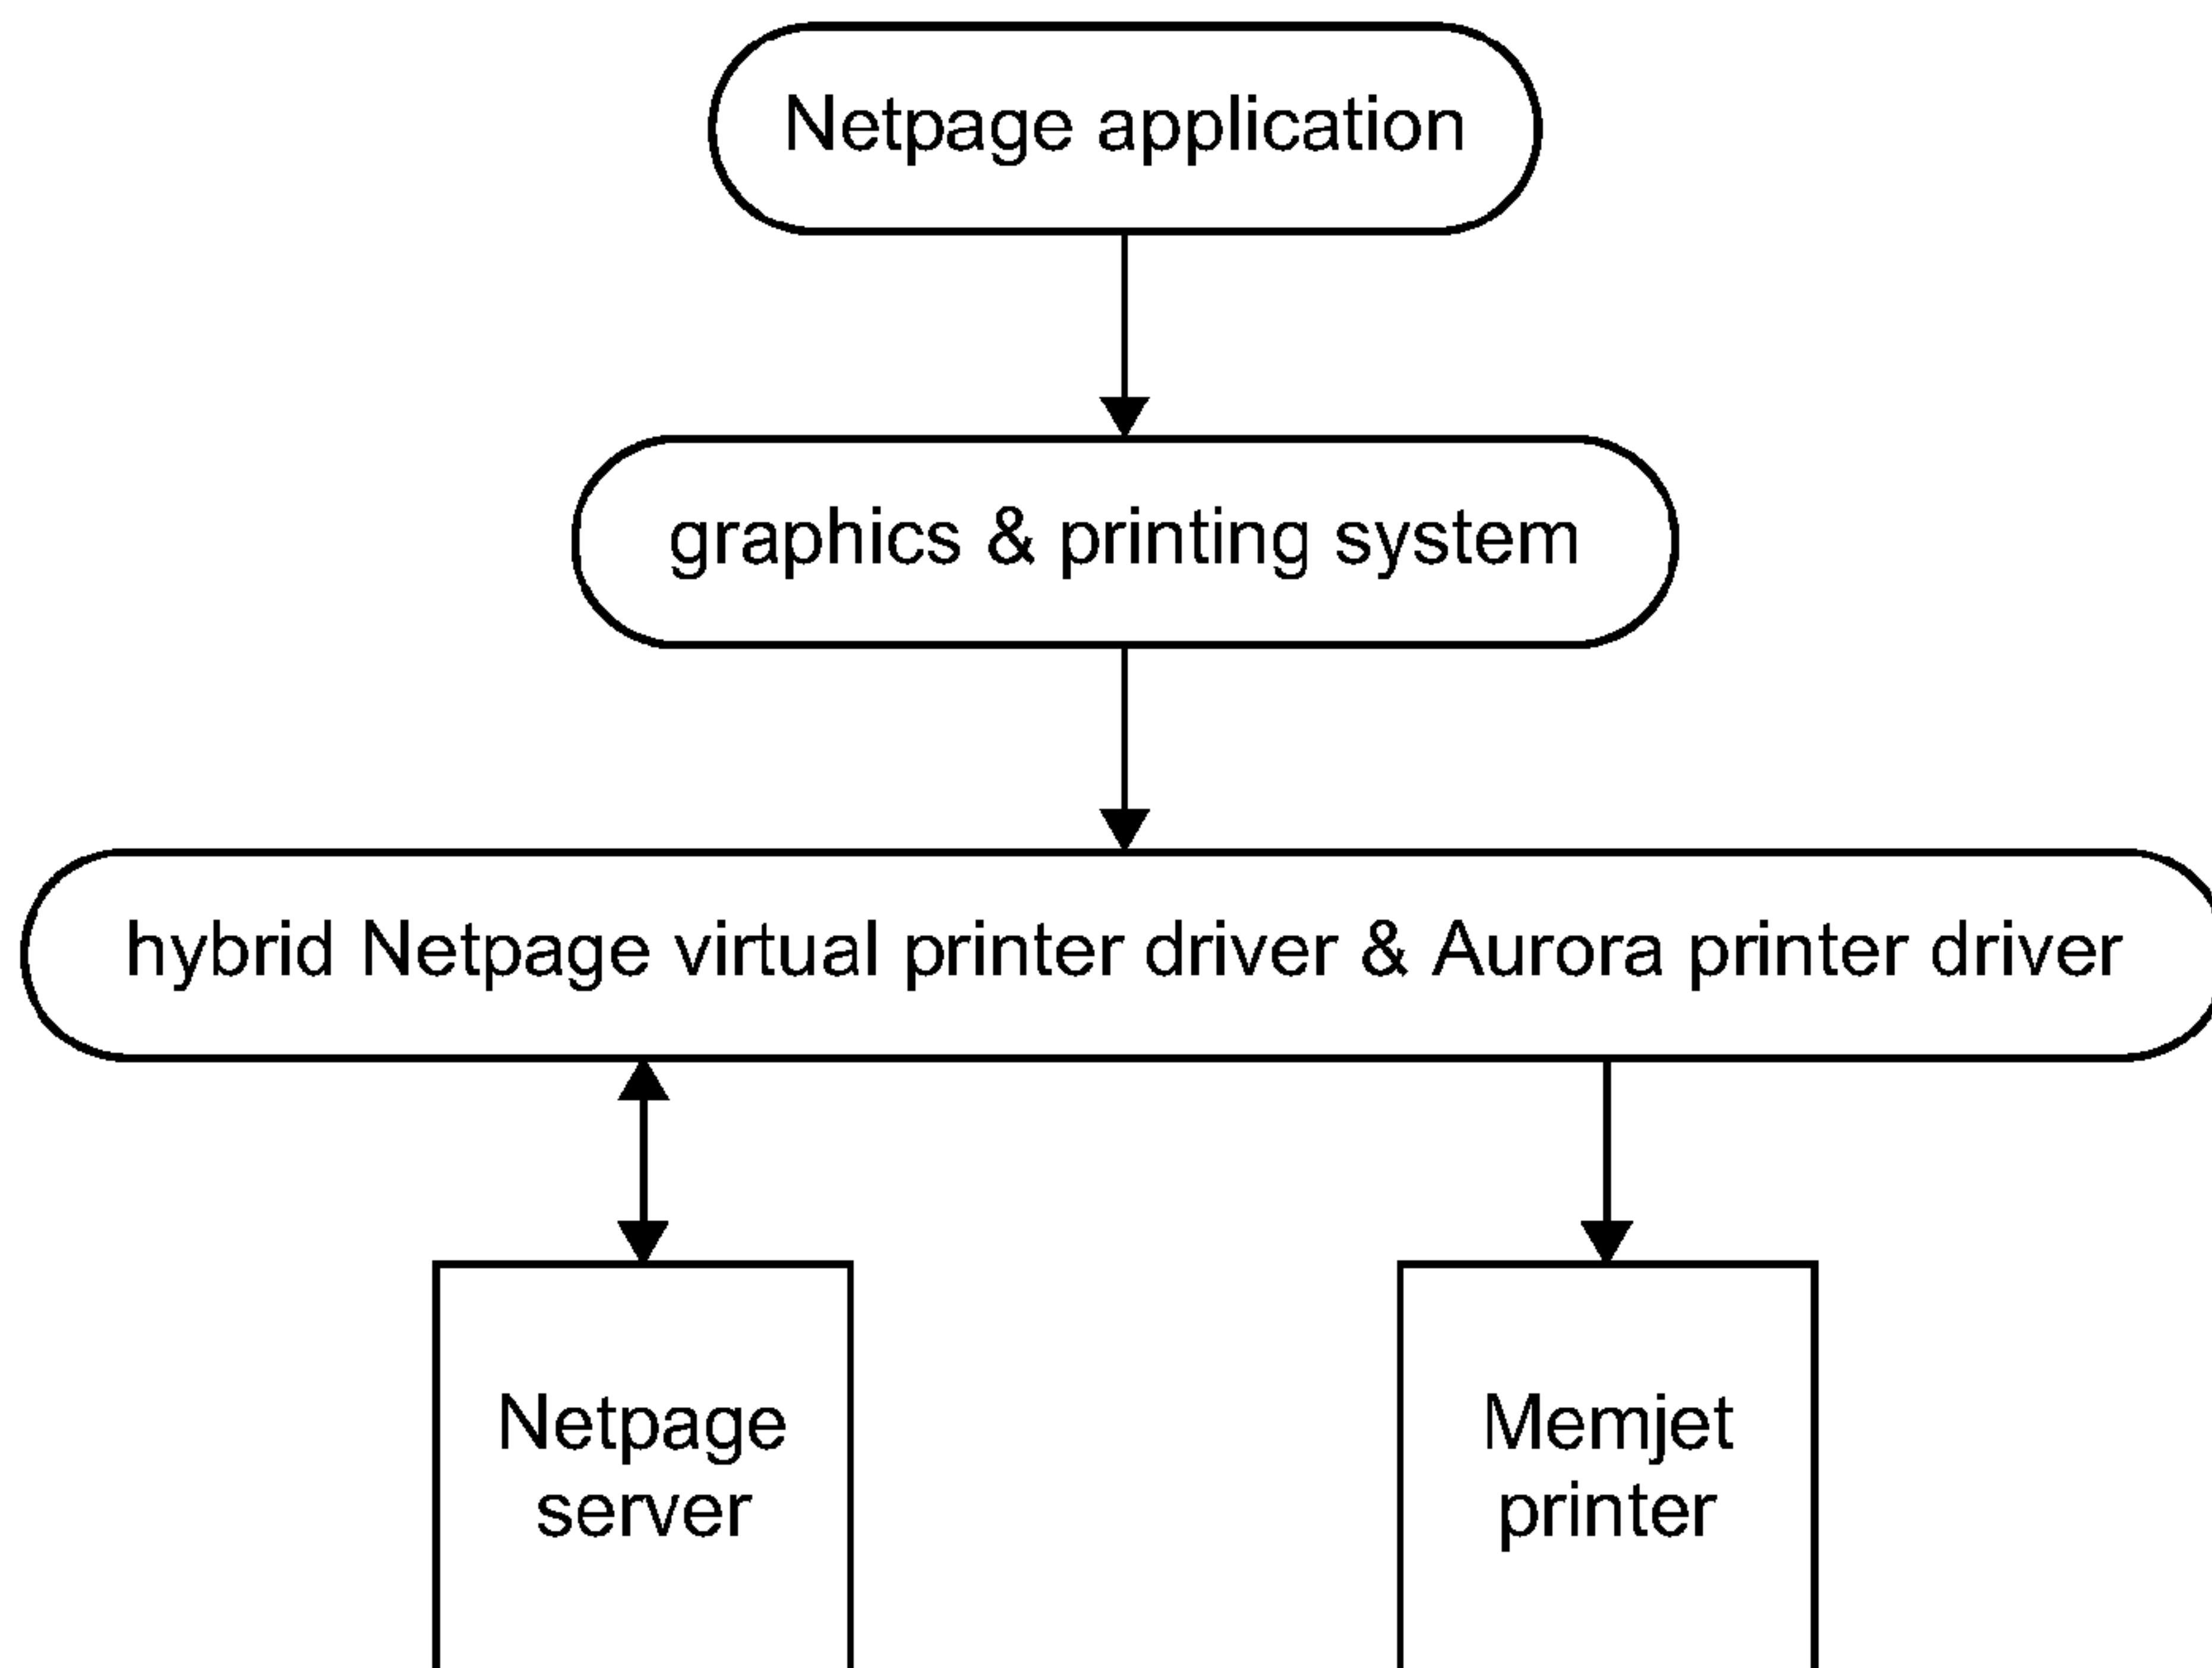 Netpage application
graphics & printing system
hybrid Netpage virtual printer driver & Aurora printer driver
Netpage
server
Memjet
printer